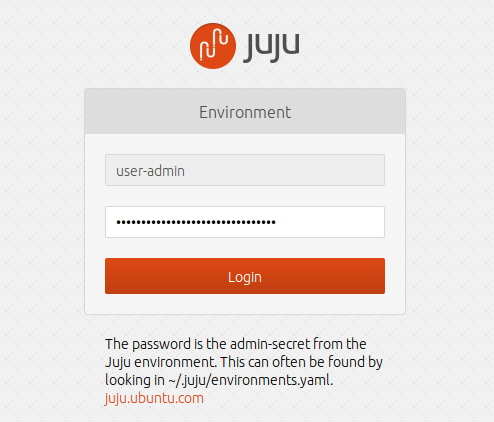 juju
Environment
user-admin
••••••••••••••••••••••••••••••••
Login
The password is the admin-secret from the
Juju environment. This can often be found by
looking in ~/.juju/environments.yaml.
juju.ubuntu.com